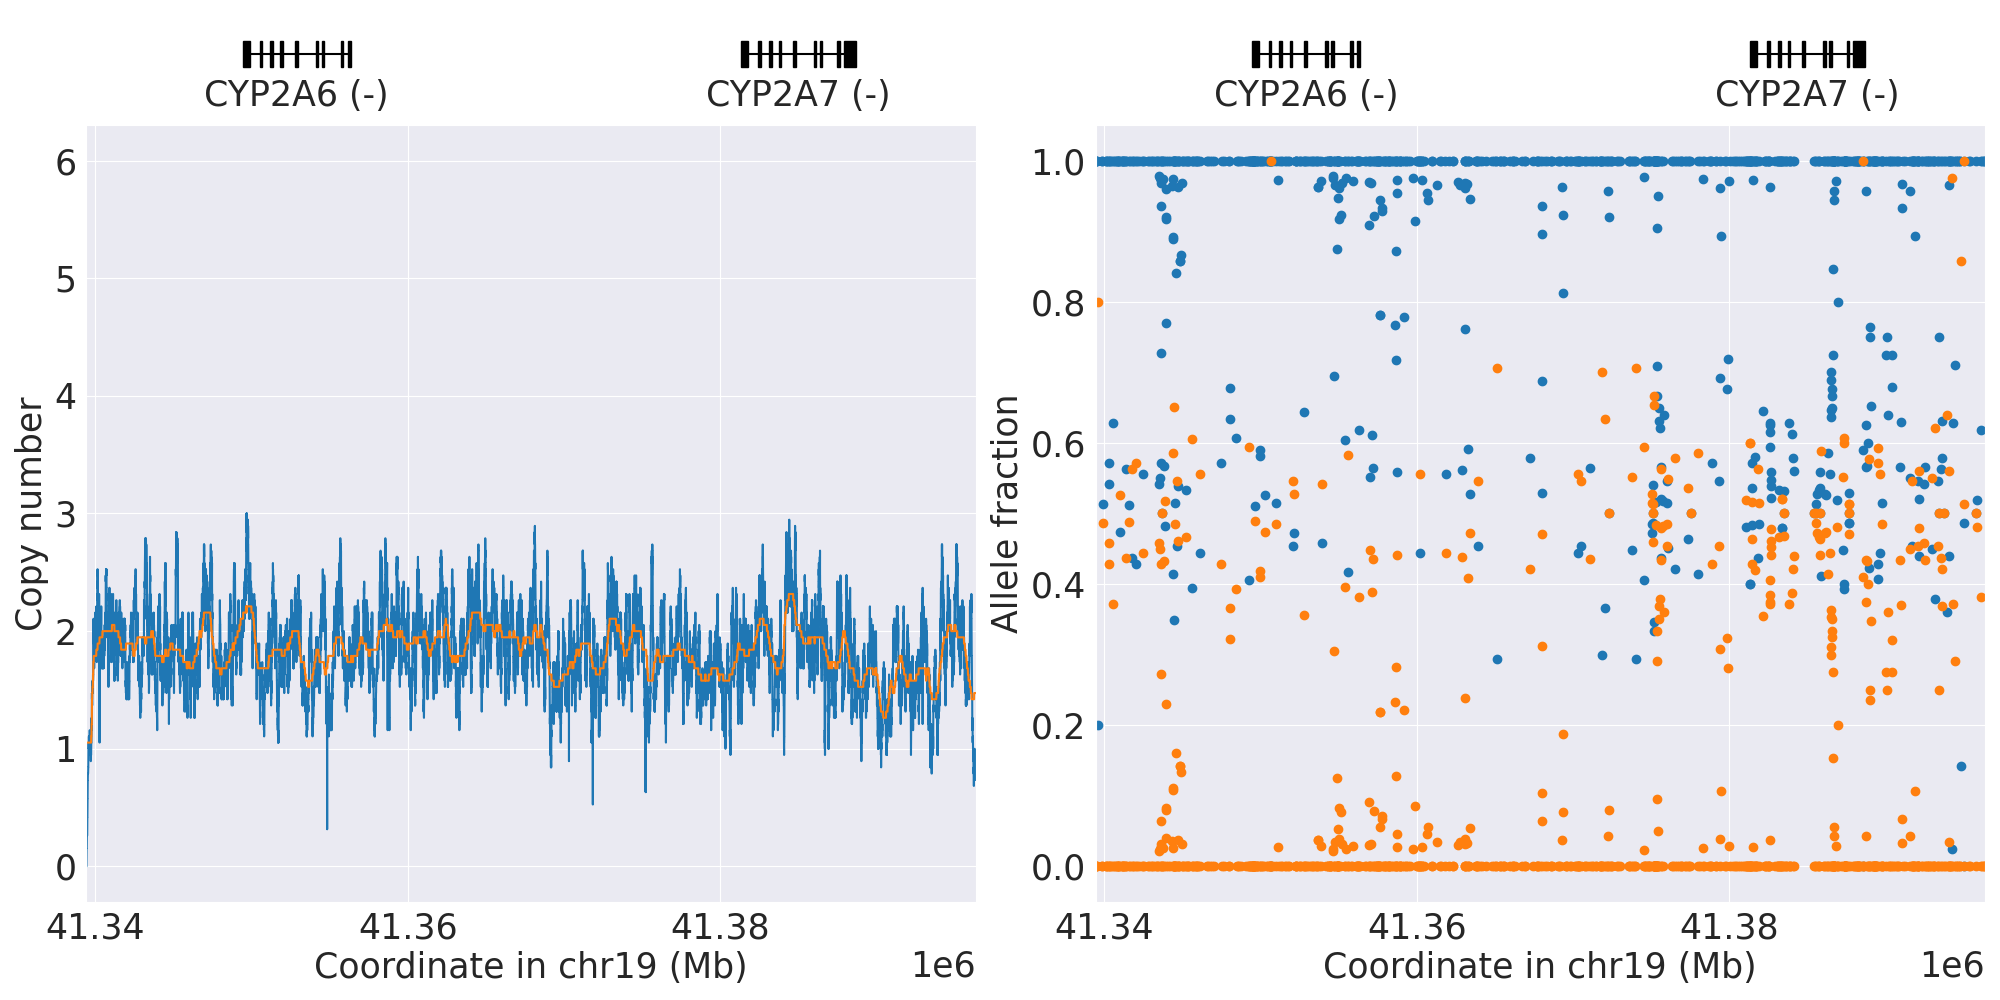 CYP2A6 (-)
CYP2A7 (-)
6
5
4
3
2
1
0
Copy number
41.34
41.36
41.38
Coordinate in chr19 (Mb)
1e6
CYP2A6 (-)
CYP2A7 (-)
1.0
0.8
0.6
0.4
0.2
0.0
Allele fraction
41.34
41.36
41.38
Coordinate in chr19 (Mb)
1e6